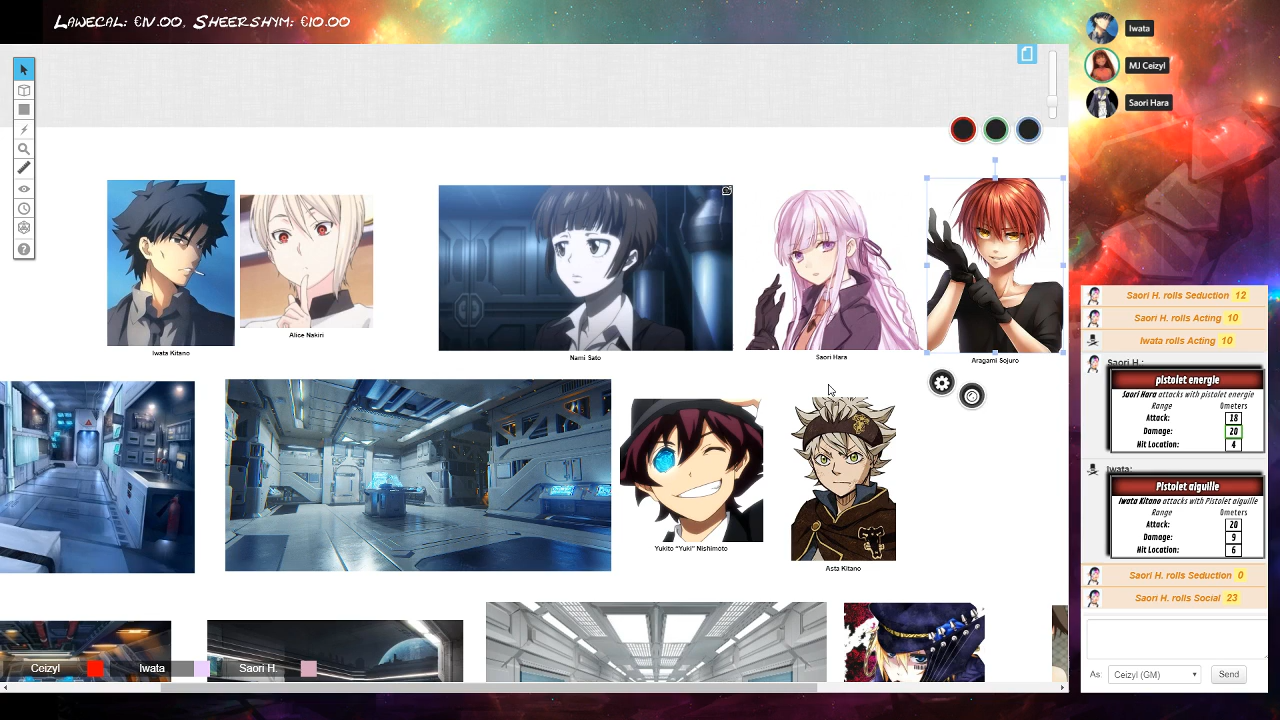 Lawecal: €IV.00, Sheershym: €10.00
Iwata
MJ Ceizyl
Saori Hara
Iwata Kitano
Alice Nakiri
Nami Sato
Saori Hara
Aragami Sojuro
Yukito "Yuki" Nishimoto
Asta Kitano
Ceizyl
Iwata
Saori H.
Saori H. rolls Seduction 12
Saori H. rolls Acting 10
Iwata rolls Acting 10
Saori H.:
pistolet energie
Saori Hara attacks with pistolet energie
Range 0meters
Attack: 18
Damage: 20
Hit Location: 4
Iwata:
Pistolet aiguille
Iwata Kitano attacks with Pistolet aiguille
Range 0meters
Attack: 20
Damage: 9
Hit Location: 6
Saori H. rolls Seduction 0
Saori H. rolls Social 23
As: Ceizyl (GM) Send